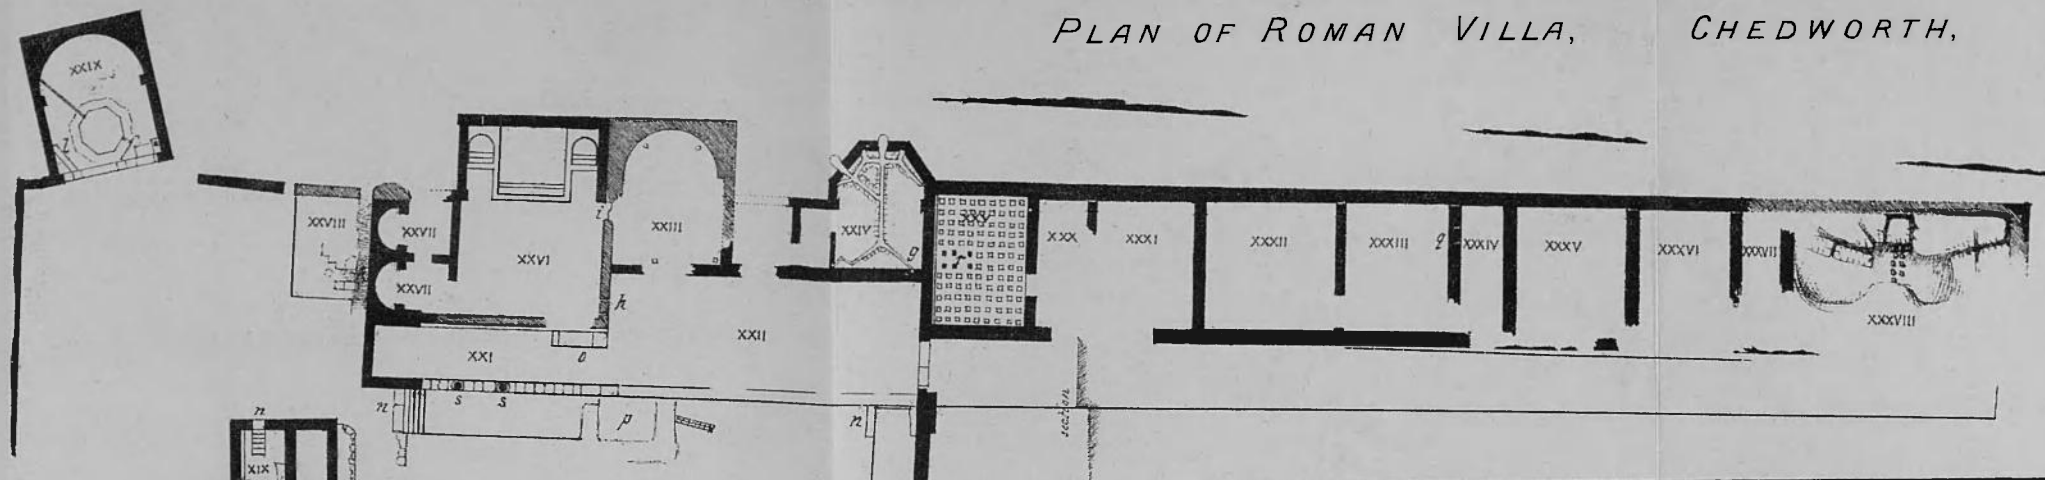 PLAN OF ROMAN VILLA, CHEDWORTH,
XXIX
l
r
XXVIII
XXVII
XXVII
XXVI
i
XXIII
XXIV
g
XXV
r
XXX
XXXI
XXXII
XXXIII
q
XXXIV
XXXV
XXXVI
XXXVII
XXXVIII
h
XXI
o
XXII
s
s
n
p
n
section
n
XIX